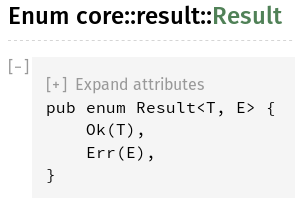 Enum core::result::Result
[-]
[+] Expand attributes
pub enum Result<T, E> {
    Ok(T),
    Err(E),
}